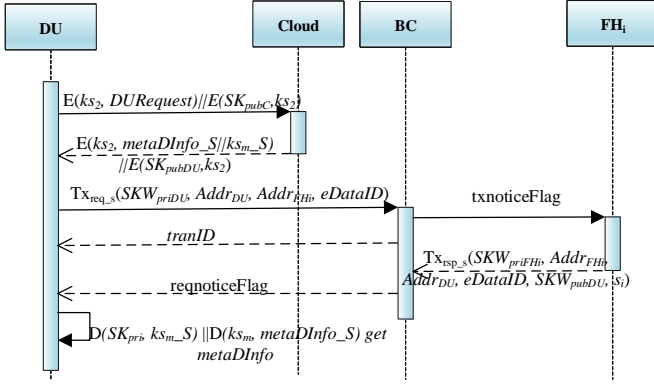 DU Cloud BC FHi
E(ks2, DURequest)//E(SKpubC,ks2)
E(ks2, metaDInfo_S||ksm_S)
//E(SKpubDU,ks2)
Txreq_s(SKWpriDU, AddrDU, AddrFHi, eDataID)
txnoticeFlag
tranID
Txrsp_s(SKWpriFHi, AddrFHi,
AddrDU, eDataID, SKWpubDU, si)
reqnoticeFlag
D(SKpri, ksm_S) ||D(ksm, metaDInfo_S) get
metaDInfo